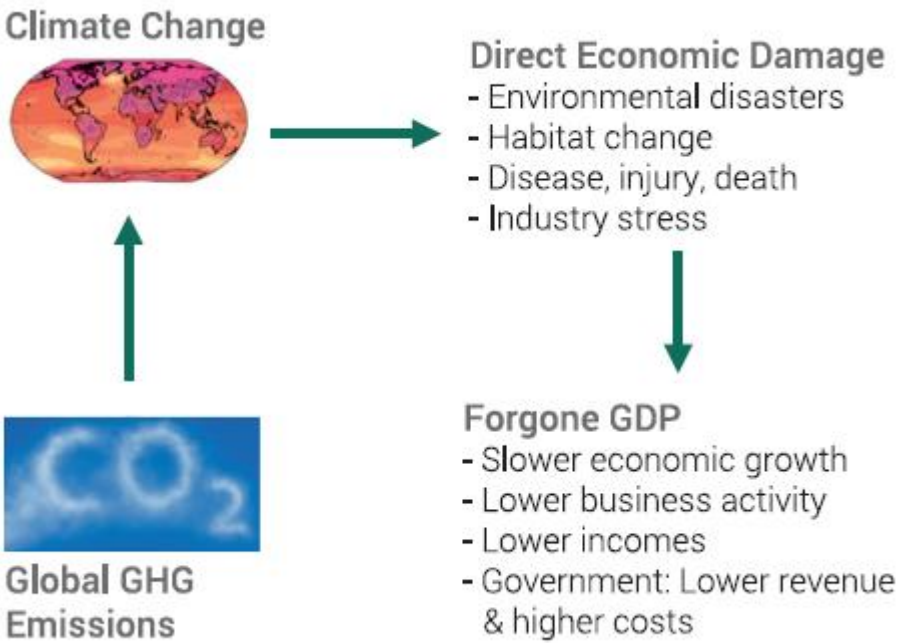 Climate Change
Direct Economic Damage
- Environmental disasters
- Habitat change
- Disease, injury, death
- Industry stress
CO2
Global GHG
Emissions
Forgone GDP
- Slower economic growth
- Lower business activity
- Lower incomes
- Government: Lower revenue
& higher costs